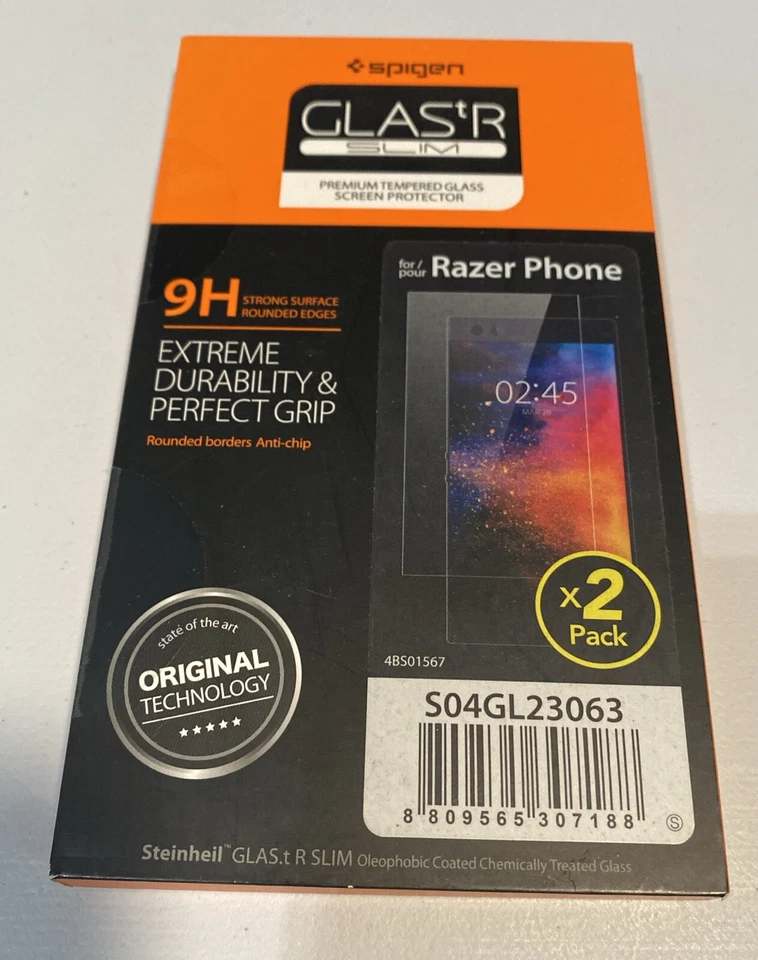 spigen
GLAStR
SLIM
PREMIUM TEMPERED GLASS
SCREEN PROTECTOR
for/
pour Razer Phone
9H STRONG SURFACE
ROUNDED EDGES
EXTREME
DURABILITY &
PERFECT GRIP
Rounded borders Anti-chip
02:45
x2
Pack
state of the art
ORIGINAL
TECHNOLOGY
4BS01567
S04GL23063
8 809565 307188
S
Steinheil™ GLAS.t R SLIM Oleophobic Coated Chemically Treated Glass